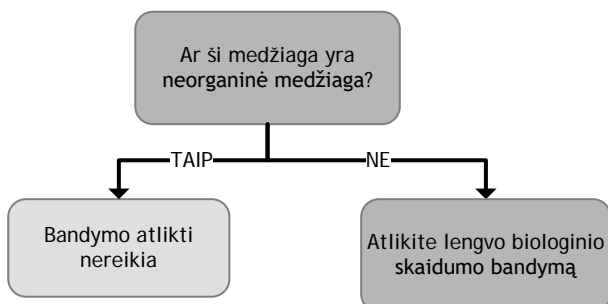 Ar ši medžiaga yra
neorganinė medžiaga?
TAIP
NE
Bandymo atlikti
nereikia
Atlikite lengvo biologinio
skaidumo bandymą